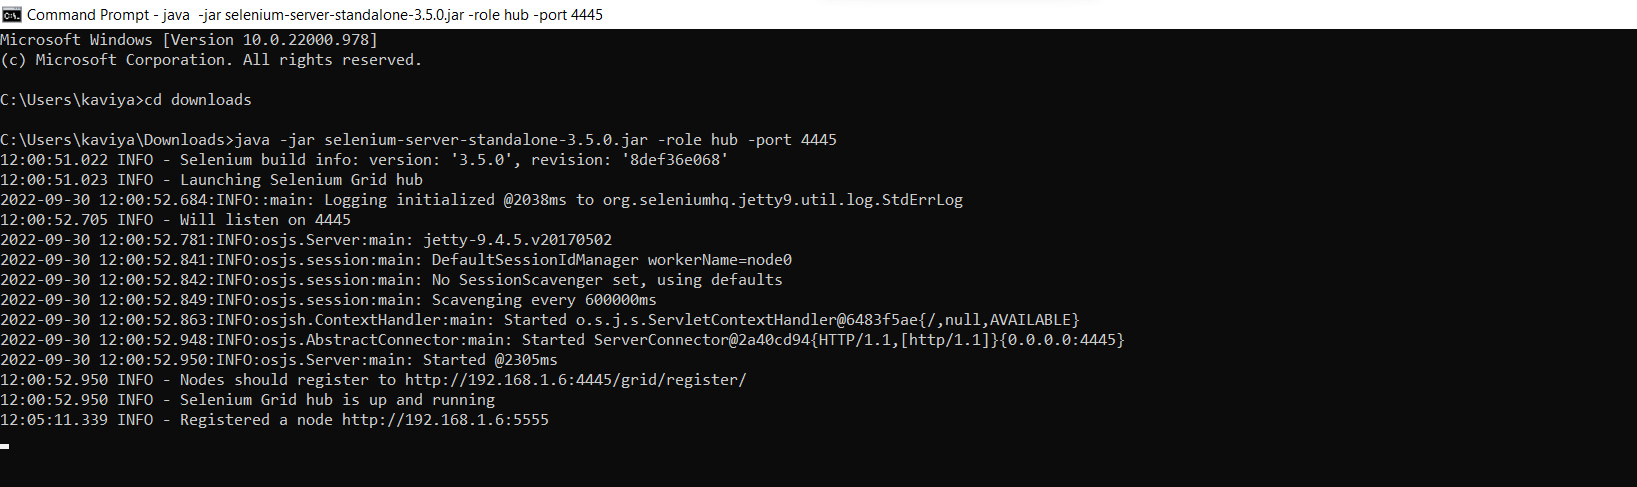 Command Prompt - java  -jar selenium-server-standalone-3.5.0.jar -role hub -port 4445
Microsoft Windows [Version 10.0.22000.978]
(c) Microsoft Corporation. All rights reserved.
C:\Users\kaviya>cd downloads
C:\Users\kaviya\Downloads>java -jar selenium-server-standalone-3.5.0.jar -role hub -port 4445
12:00:51.022 INFO - Selenium build info: version: '3.5.0', revision: '8def36e068'
12:00:51.023 INFO - Launching Selenium Grid hub
2022-09-30 12:00:52.684:INFO::main: Logging initialized @2038ms to org.seleniumhq.jetty9.util.log.StdErrLog
12:00:52.705 INFO - Will listen on 4445
2022-09-30 12:00:52.781:INFO:osjs.Server:main: jetty-9.4.5.v20170502
2022-09-30 12:00:52.841:INFO:osjs.session:main: DefaultSessionIdManager workerName=node0
2022-09-30 12:00:52.842:INFO:osjs.session:main: No SessionScavenger set, using defaults
2022-09-30 12:00:52.849:INFO:osjs.session:main: Scavenging every 600000ms
2022-09-30 12:00:52.863:INFO:osjsh.ContextHandler:main: Started o.s.j.s.ServletContextHandler@6483f5ae{/,null,AVAILABLE}
2022-09-30 12:00:52.948:INFO:osjs.AbstractConnector:main: Started ServerConnector@2a40cd94{HTTP/1.1,[http/1.1]}{0.0.0.0:4445}
2022-09-30 12:00:52.950:INFO:osjs.Server:main: Started @2305ms
12:00:52.950 INFO - Nodes should register to http://192.168.1.6:4445/grid/register/
12:00:52.950 INFO - Selenium Grid hub is up and running
12:05:11.339 INFO - Registered a node http://192.168.1.6:5555